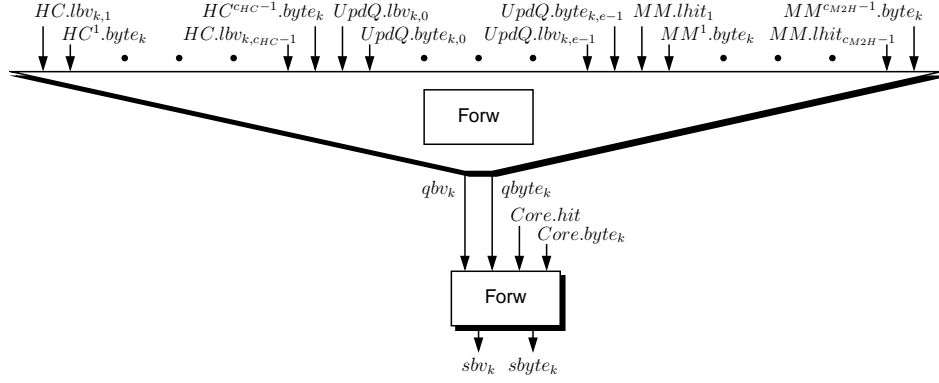 HC.lbv_{k,1} HC^{c_{HC}-1}.byte_k UpdQ.lbv_{k,0} UpdQ.byte_{k,e-1} MM.lhit_1 MM^{c_{M2H}-1}.byte_k
HC^1.byte_k HC.lbv_{k,c_{HC}-1} UpdQ.byte_{k,0} UpdQ.lbv_{k,e-1} MM^1.byte_k MM.lhit_{c_{M2H}-1}
Forw
qbv_k qbyte_k
Core.hit
Core.byte_k
Forw
sbv_k sbyte_k